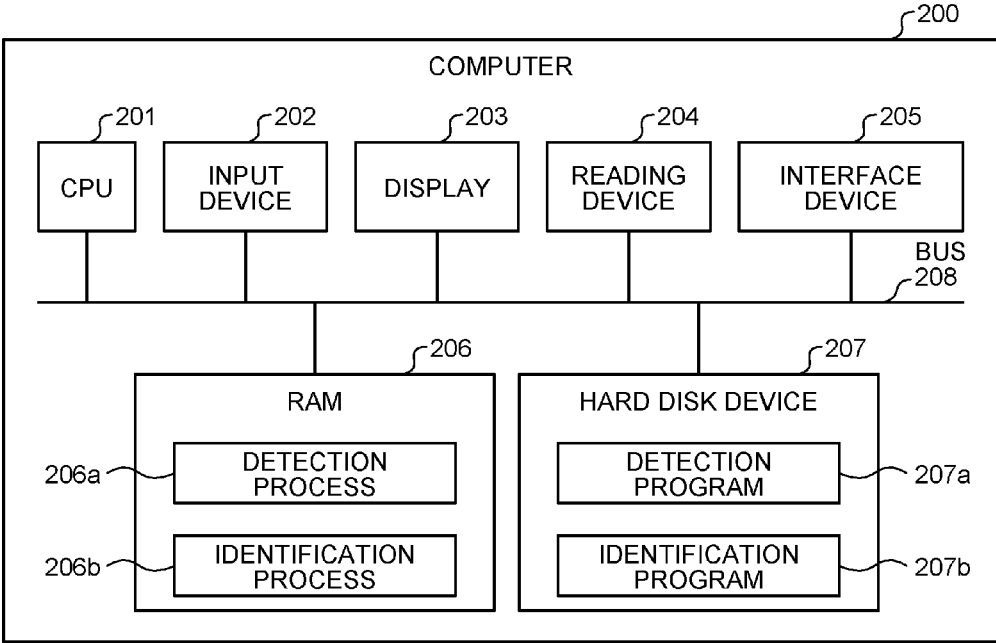 200
COMPUTER
201
202
203
204
205
CPU
INPUT
DEVICE
DISPLAY
READING
DEVICE
INTERFACE
DEVICE
BUS
208
206
207
RAM
HARD DISK DEVICE
206a
DETECTION
PROCESS
DETECTION
PROGRAM
207a
206b
IDENTIFICATION
PROCESS
IDENTIFICATION
PROGRAM
207b